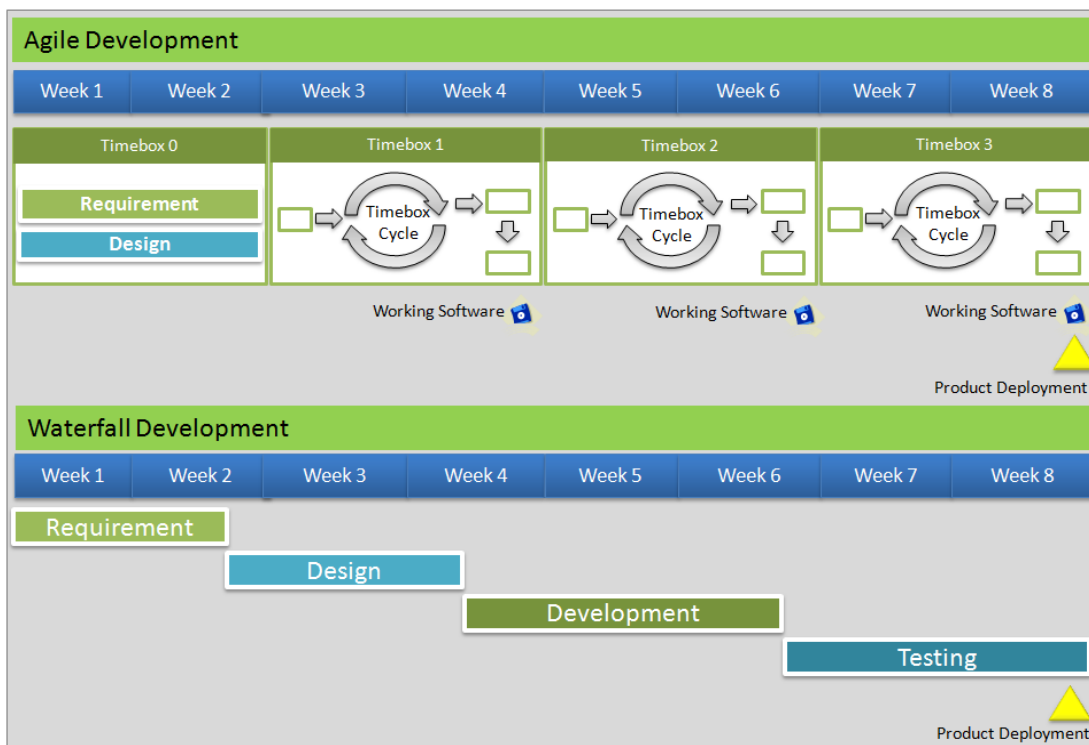 Agile Development
Week 1 Week 2 Week 3 Week 4 Week 5 Week 6 Week 7 Week 8
Timebox 0 Timebox 1 Timebox 2 Timebox 3
Requirement
Design
Timebox
Cycle
Timebox
Cycle
Timebox
Cycle
Working Software Working Software Working Software
Product Deployment
Waterfall Development
Week 1 Week 2 Week 3 Week 4 Week 5 Week 6 Week 7 Week 8
Requirement
Design
Development
Testing
Product Deployment